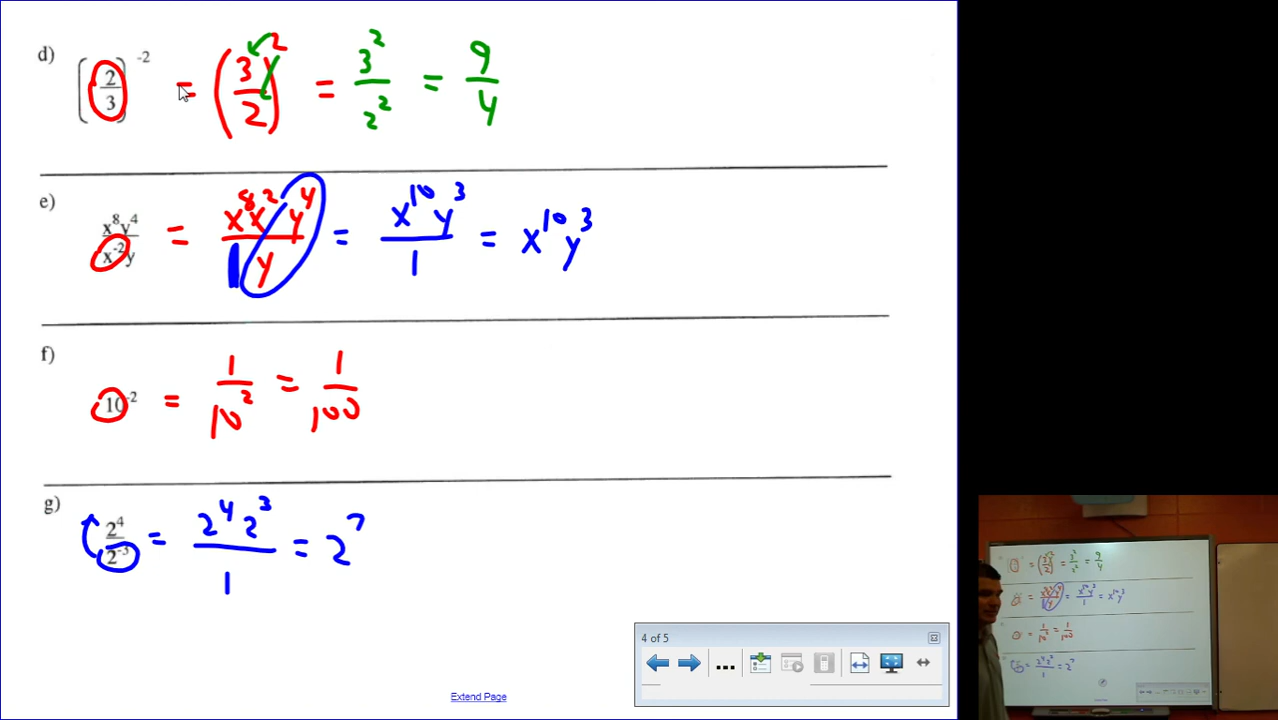 d) (2/3)^-2 = (3/2)^2 = 3^2/2^2 = 9/4
e) x^8y^4/x^-2y = x^8x^2y^4/y = x^10y^3/1 = x^10y^3
f) 10^-2 = 1/10^2 = 1/100
g) 2^4/2^-3 = 2^4 2^3/1 = 2^7
4 of 5
Extend Page